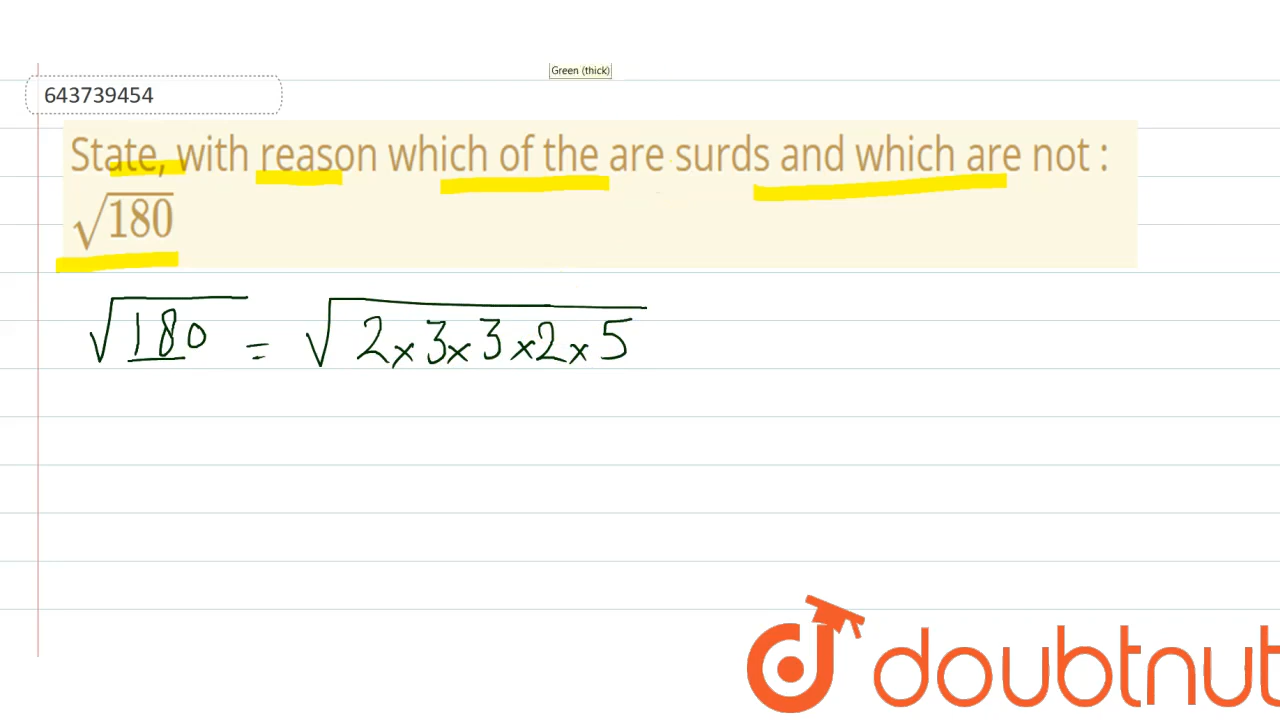 Green (thick)
643739454
State, with reason which of the are surds and which are not :
√180
√180 = √2×3×3×2×5
doubtnut